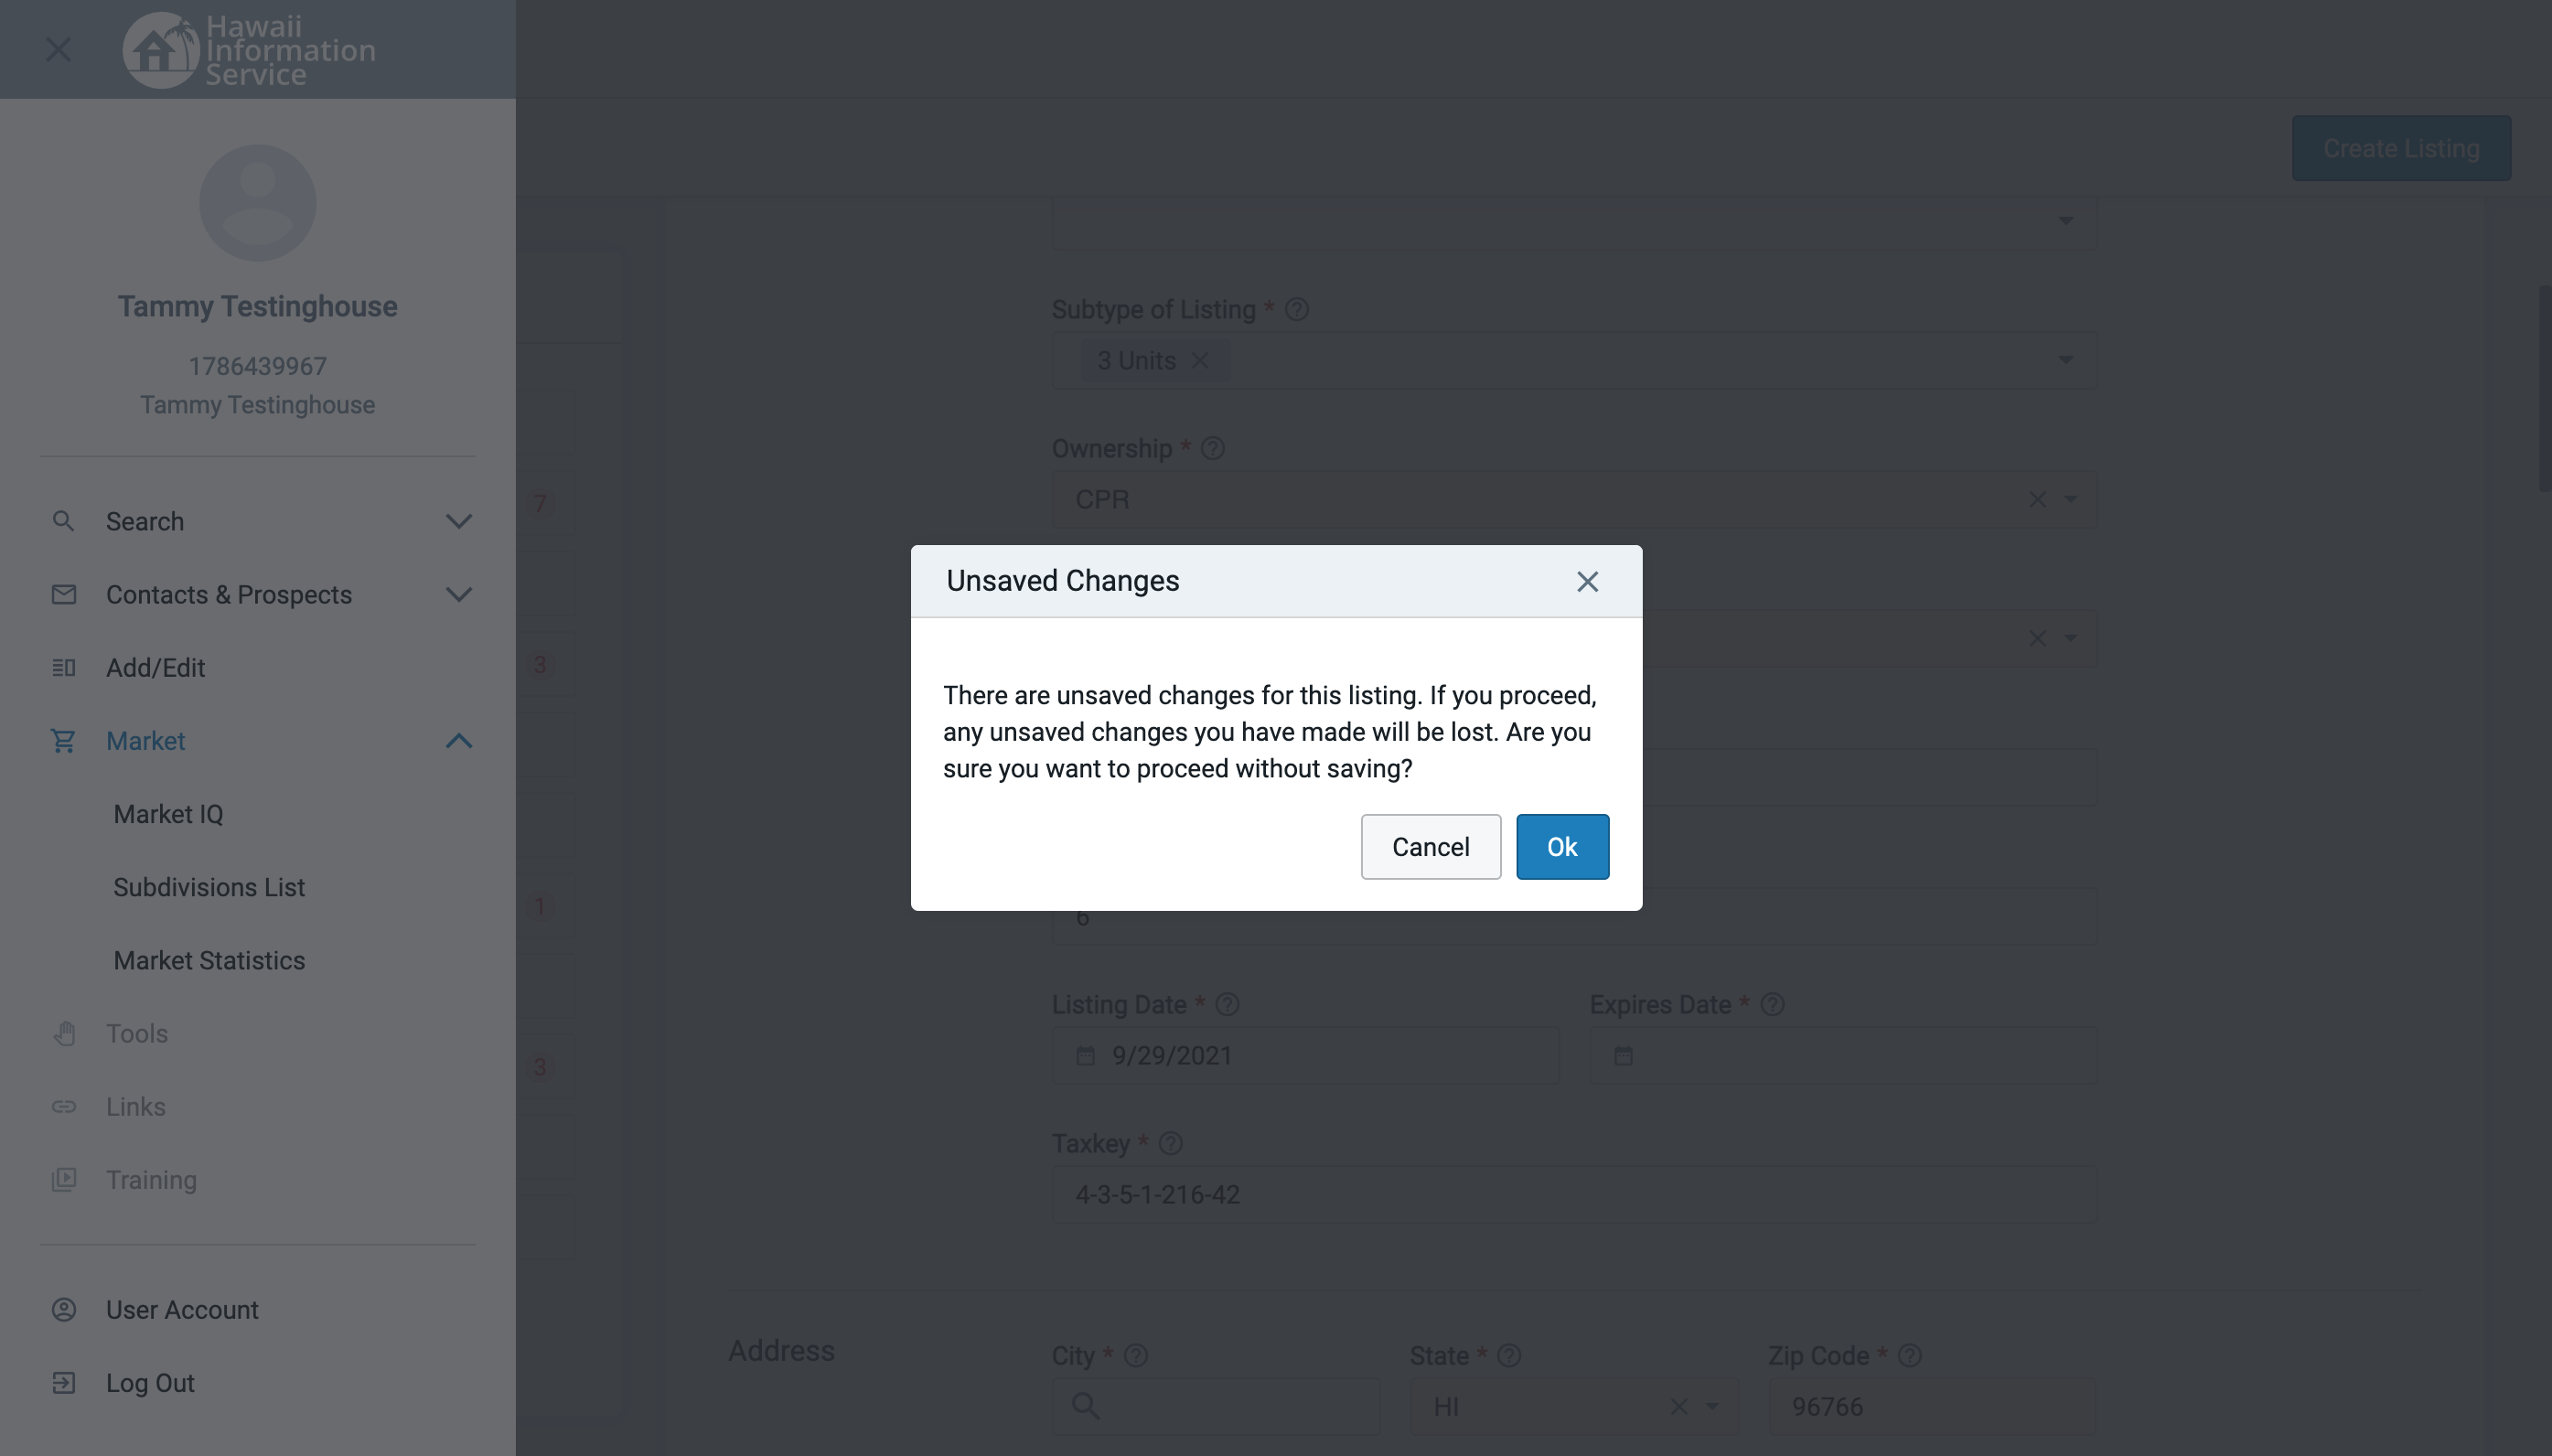 Hawaii
Information
Service
Tammy Testinghouse
1786439967
Tammy Testinghouse
Search
Contacts & Prospects
Add/Edit
Market
Market IQ
Subdivisions List
Market Statistics
Tools
Links
Training
User Account
Log Out
7
3
1
3
Create Listing
Subtype of Listing *
3 Units
Ownership *
CPR
Unsaved Changes
There are unsaved changes for this listing. If you proceed,
any unsaved changes you have made will be lost. Are you
sure you want to proceed without saving?
Cancel
Ok
6
Listing Date *
9/29/2021
Expires Date *
Taxkey *
4-3-5-1-216-42
Address
City *
State *
HI
Zip Code *
96766